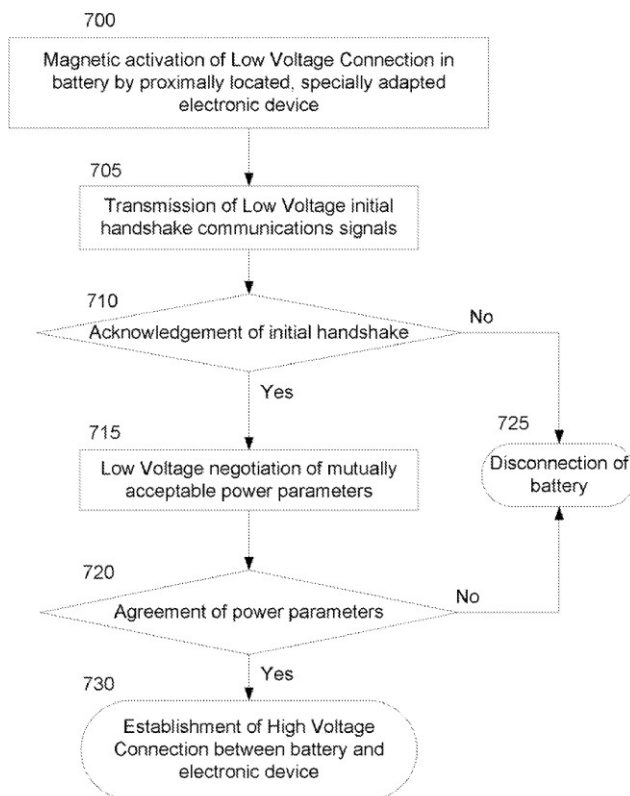 700
Magnetic activation of Low Voltage Connection in
battery by proximally located, specially adapted
electronic device
705
Transmission of Low Voltage initial
handshake communications signals
710
Acknowledgement of initial handshake
No
Yes
715
Low Voltage negotiation of mutually
acceptable power parameters
725
Disconnection of
battery
720
Agreement of power parameters
No
Yes
730
Establishment of High Voltage
Connection between battery and
electronic device